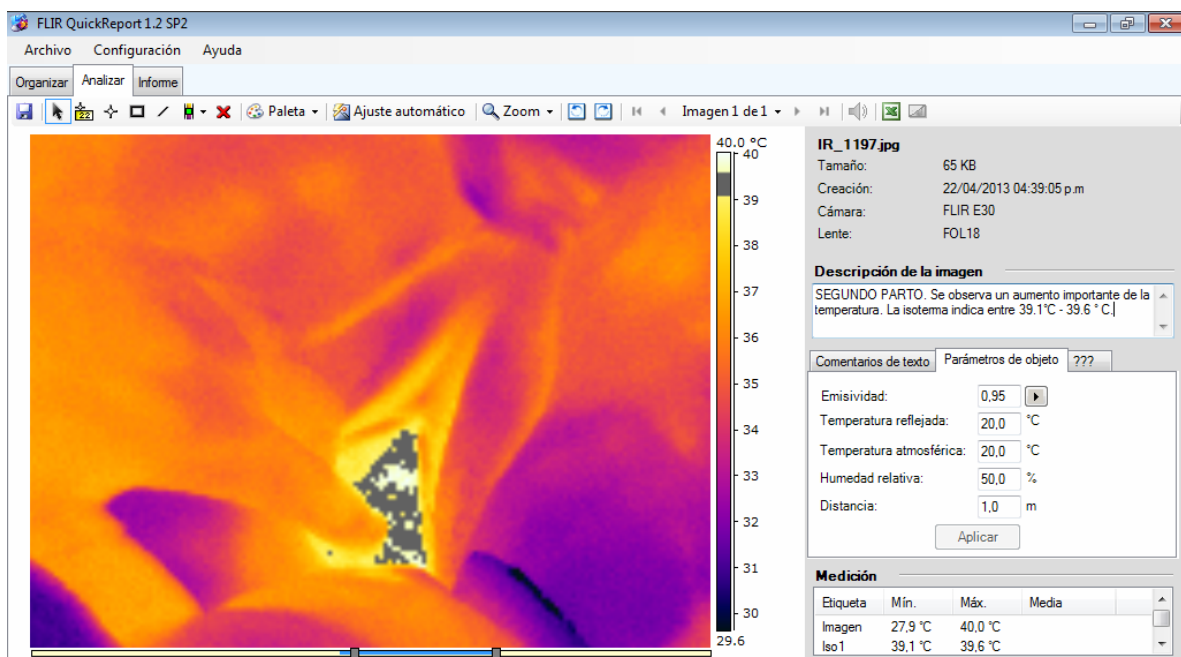 FLIR QuickReport 1.2 SP2
Archivo Configuración Ayuda
Organizar Analizar Informe
22 Paleta Ajuste automático Zoom Imagen 1 de 1
40.0 °C
40
39
38
37
36
35
34
33
32
31
30
29.6
IR_1197.jpg
Tamaño: 65 KB
Creación: 22/04/2013 04:39:05 p.m
Cámara: FLIR E30
Lente: FOL18
Descripción de la imagen
SEGUNDO PARTO. Se observa un aumento importante de la
temperatura. La isoterma indica entre 39.1°C - 39.6 ° C.
Comentarios de texto Parámetros de objeto ???
Emisividad: 0,95
Temperatura reflejada: 20,0 °C
Temperatura atmosférica: 20,0 °C
Humedad relativa: 50,0 %
Distancia: 1,0 m
Aplicar
Medición
Etiqueta Mín. Máx. Media
Imagen 27,9 °C 40,0 °C
Iso1 39,1 °C 39,6 °C